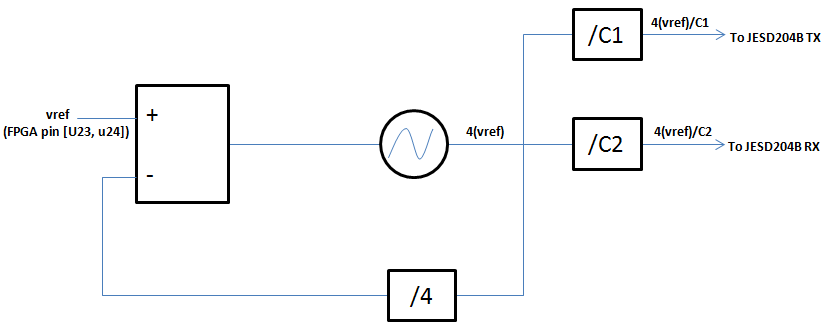 /C1
4(vref)/C1
To JESD204B TX
vref
(FPGA pin [U23, u24])
+
-
4(vref)
/C2
4(vref)/C2
To JESD204B RX
/4